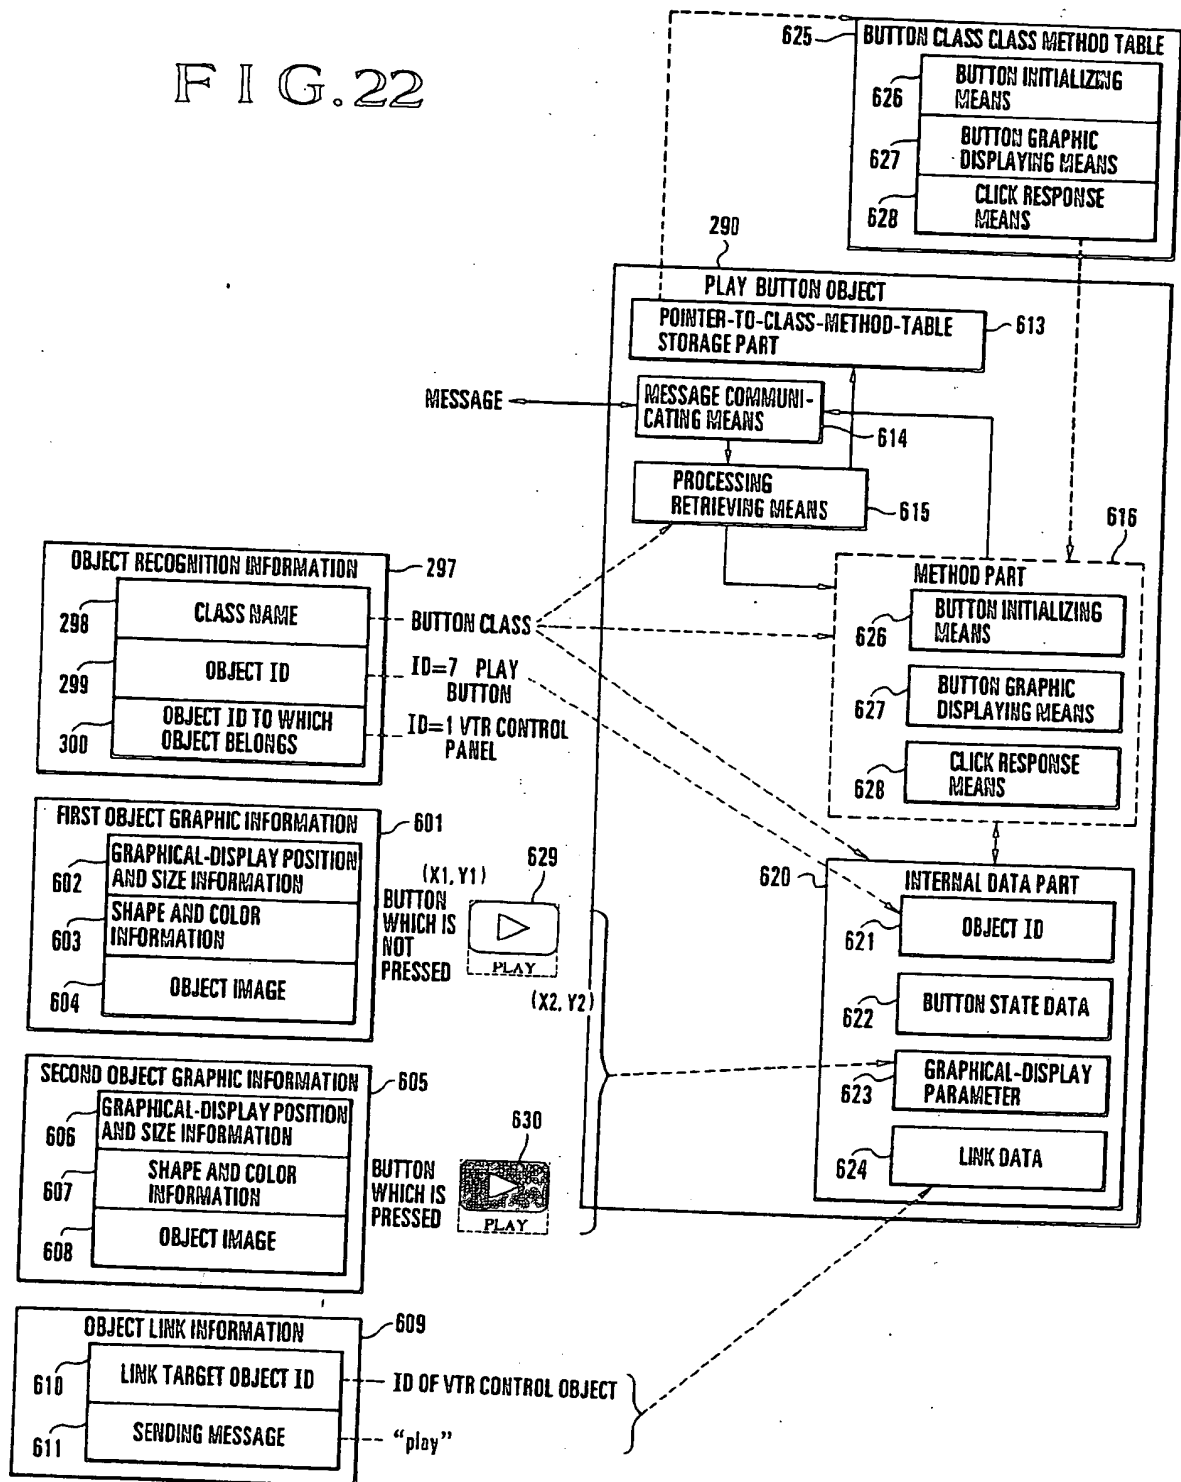 FIG.22
625
BUTTON CLASS CLASS METHOD TABLE
626
BUTTON INITIALIZING
MEANS
627
BUTTON GRAPHIC
DISPLAYING MEANS
628
CLICK RESPONSE
MEANS
290
PLAY BUTTON OBJECT
POINTER-TO-CLASS-METHOD-TABLE
STORAGE PART
613
MESSAGE
MESSAGE COMMUNI-
CATING MEANS
614
PROCESSING
RETRIEVING MEANS
615
616
METHOD PART
626
BUTTON INITIALIZING
MEANS
627
BUTTON GRAPHIC
DISPLAYING MEANS
628
CLICK RESPONSE
MEANS
OBJECT RECOGNITION INFORMATION
297
298
CLASS NAME
BUTTON CLASS
299
OBJECT ID
ID=7 PLAY
BUTTON
300
OBJECT ID TO WHICH
OBJECT BELONGS
ID=1 VTR CONTROL
PANEL
FIRST OBJECT GRAPHIC INFORMATION
601
602
GRAPHICAL-DISPLAY POSITION
AND SIZE INFORMATION
603
SHAPE AND COLOR
INFORMATION
604
OBJECT IMAGE
(X1, Y1)
629
BUTTON
WHICH IS
NOT
PRESSED
PLAY
(X2, Y2)
620
INTERNAL DATA PART
621
OBJECT ID
622
BUTTON STATE DATA
623
GRAPHICAL-DISPLAY
PARAMETER
624
LINK DATA
SECOND OBJECT GRAPHIC INFORMATION
605
606
GRAPHICAL-DISPLAY POSITION
AND SIZE INFORMATION
607
SHAPE AND COLOR
INFORMATION
608
OBJECT IMAGE
630
BUTTON
WHICH IS
PRESSED
PLAY
OBJECT LINK INFORMATION
609
610
LINK TARGET OBJECT ID
ID OF VTR CONTROL OBJECT
611
SENDING MESSAGE
"play"